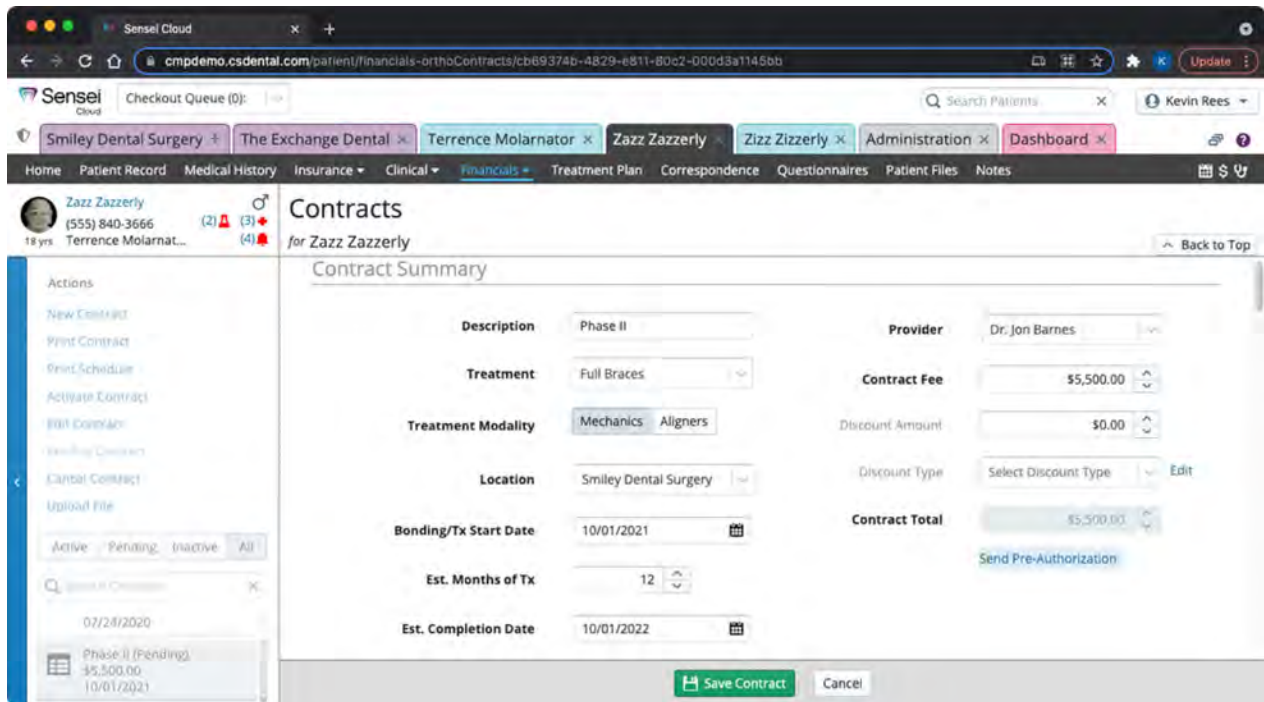 Sensei Cloud × +
cmpdemo.csdental.com/patient/financials-orthoContracts/cb69374b-4829-e811-80c2-000d3a1145bb K Update
Sensei Cloud Checkout Queue (0): Search Patients × Kevin Rees
Smiley Dental Surgery The Exchange Dental × Terrence Molarnator × Zazz Zazzerly × Zizz Zizzerly × Administration × Dashboard ×
Home Patient Record Medical History Insurance Clinical Financials Treatment Plan Correspondence Questionnaires Patient Files Notes
Zazz Zazzerly
(555) 840-3666 (2) (3)
18 yrs Terrence Molarnat... (4)
Contracts
for Zazz Zazzerly
Back to Top
Actions
New Contract
Print Contract
Print Schedule
Activate Contract
Edit Contract
Cancel Contract
Upload File
Active Pending Inactive All
07/24/2020
Phase II (Pending)
$5,500.00
10/01/2021
Contract Summary
Description Phase II
Treatment Full Braces
Treatment Modality Mechanics Aligners
Location Smiley Dental Surgery
Bonding/Tx Start Date 10/01/2021
Est. Months of Tx 12
Est. Completion Date 10/01/2022
Provider Dr. Jon Barnes
Contract Fee $5,500.00
Discount Amount $0.00
Discount Type Select Discount Type Edit
Contract Total $5,500.00
Send Pre-Authorization
Save Contract Cancel